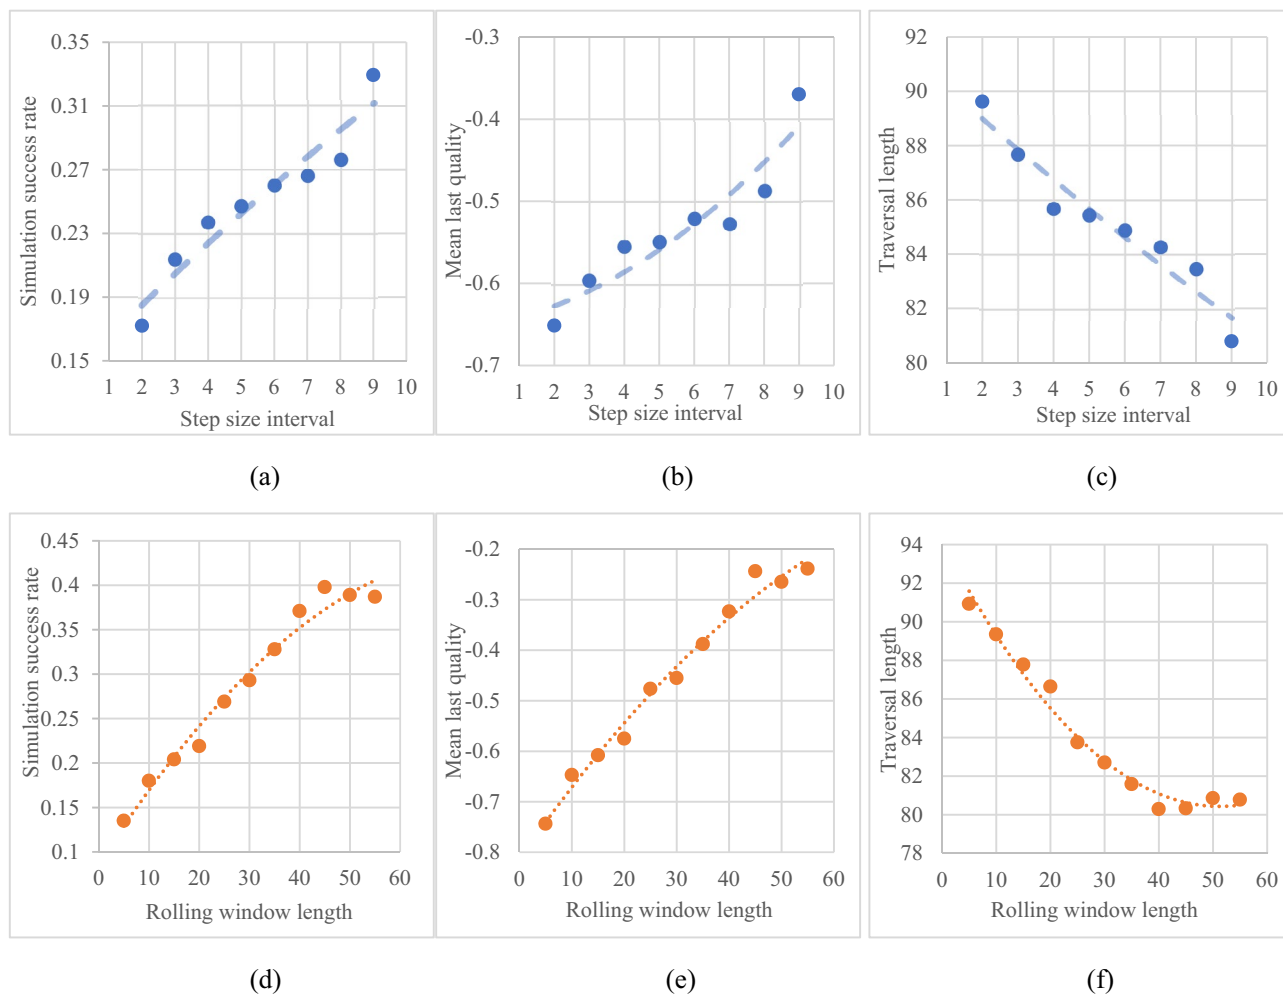 0.35
0.31
0.27
0.23
0.19
0.15
Simulation success rate
1 2 3 4 5 6 7 8 9 10
Step size interval
(a)
-0.3
-0.4
-0.5
-0.6
-0.7
Mean last quality
1 2 3 4 5 6 7 8 9 10
Step size interval
(b)
92
90
88
86
84
82
80
Traversal length
1 2 3 4 5 6 7 8 9 10
Step size interval
(c)
0.45
0.4
0.35
0.3
0.25
0.2
0.15
0.1
Simulation success rate
0 10 20 30 40 50 60
Rolling window length
(d)
-0.2
-0.3
-0.4
-0.5
-0.6
-0.7
-0.8
Mean last quality
0 10 20 30 40 50 60
Rolling window length
(e)
94
92
90
88
86
84
82
80
78
Traversal length
0 10 20 30 40 50 60
Rolling window length
(f)